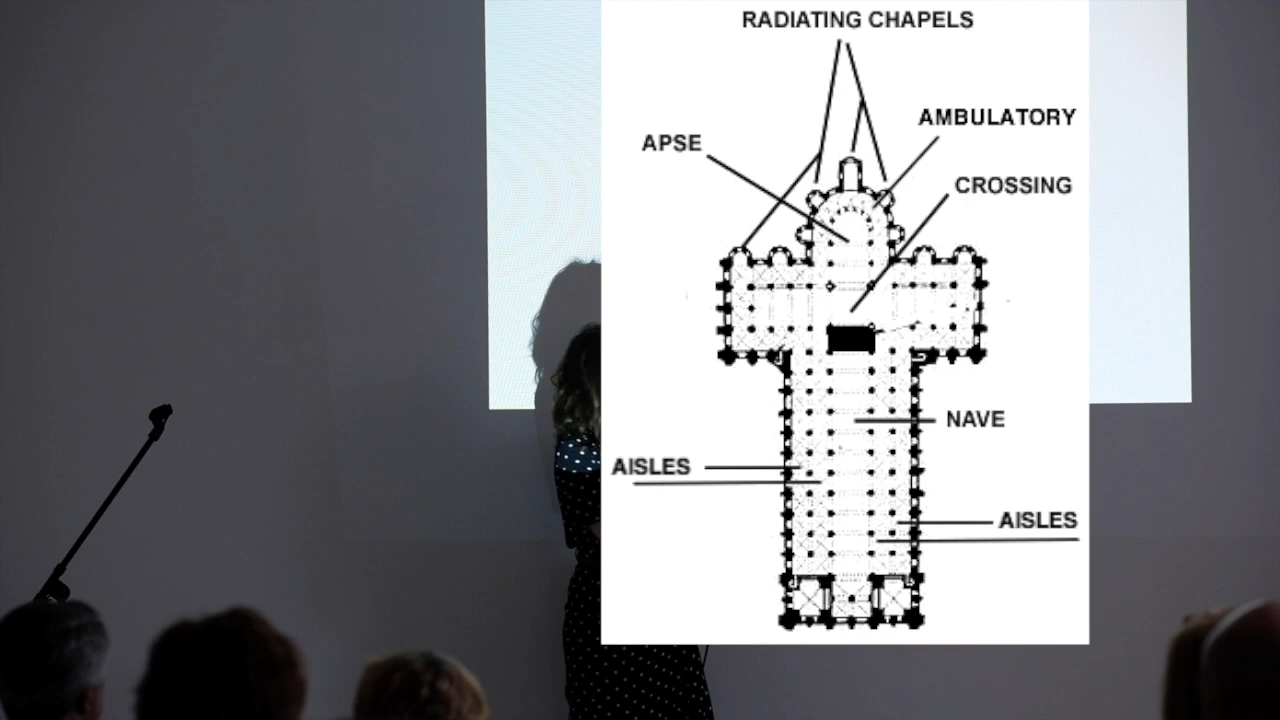 RADIATING CHAPELS
AMBULATORY
APSE
CROSSING
NAVE
AISLES
AISLES